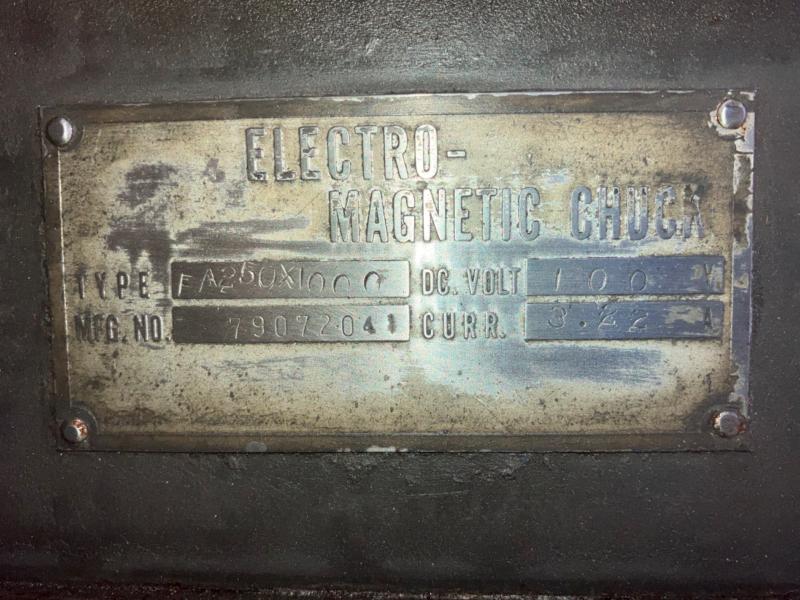 ELECTRO-
MAGNETIC CHUCK
TYPE EA250X1000 DC. VOLT 100 V
MFG. NO. 79072041 CURR. 3.22 A